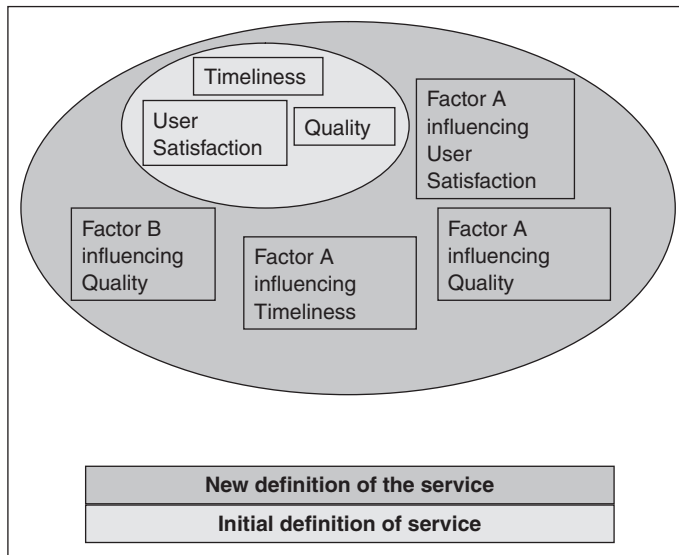 Timeliness
User
Satisfaction
Quality
Factor A
influencing
User
Satisfaction
Factor B
influencing
Quality
Factor A
influencing
Timeliness
Factor A
influencing
Quality
New definition of the service
Initial definition of service